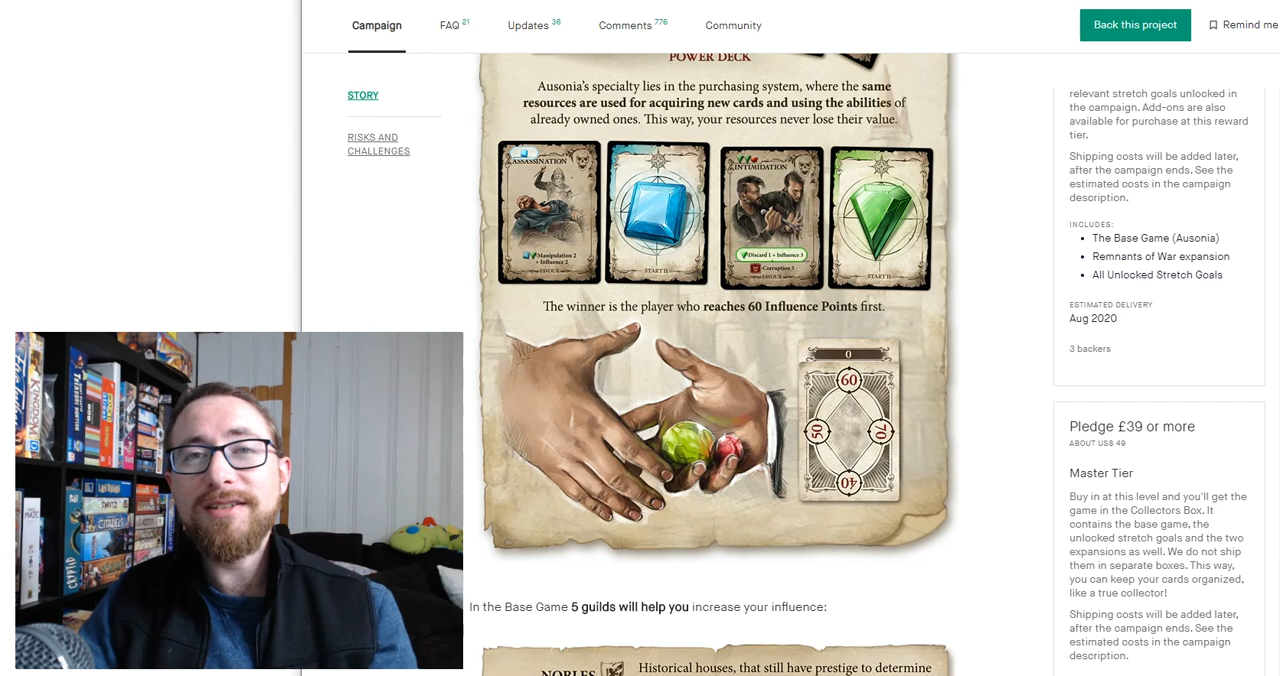 Campaign
FAQ 21
Updates 36
Comments 776
Community
Back this project
Remind me
STORY
RISKS AND
CHALLENGES
POWER DECK
Ausonia's specialty lies in the purchasing system, where the same
resources are used for acquiring new cards and using the abilities of
already owned ones. This way, your resources never lose their value.
ASSASSINATION
Manipulation 2
+ Influence 2
FAVOUR
START II
INTIMIDATION
Discard 1 + Influence 3
Corruption 5
FAVOUR
START II
The winner is the player who reaches 60 Influence Points first.
0
60
50
70
40
In the Base Game 5 guilds will help you increase your influence:
NOBLES
Historical houses, that still have prestige to determine
relevant stretch goals unlocked in
the campaign. Add-ons are also
available for purchase at this reward
tier.
Shipping costs will be added later,
after the campaign ends. See the
estimated costs in the campaign
description.
INCLUDES:
• The Base Game (Ausonia)
• Remnants of War expansion
• All Unlocked Stretch Goals
ESTIMATED DELIVERY
Aug 2020
3 backers
Pledge £39 or more
ABOUT US$ 49
Master Tier
Buy in at this level and you'll get the
game in the Collectors Box. It
contains the base game, the
unlocked stretch goals and the two
expansions as well. We do not ship
them in separate boxes. This way,
you can keep your cards organized,
like a true collector!
Shipping costs will be added later,
after the campaign ends. See the
estimated costs in the campaign
description.
KINGDOM
CITADELS
CRYPTID